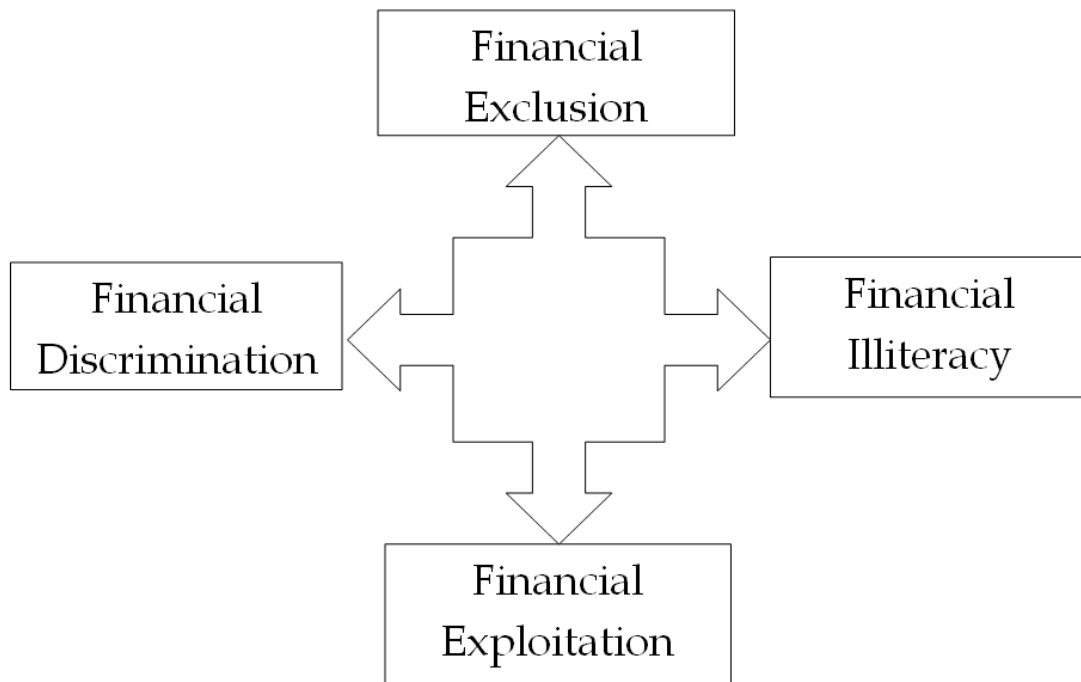 Financial
Exclusion
Financial
Discrimination
Financial
Illiteracy
Financial
Exploitation